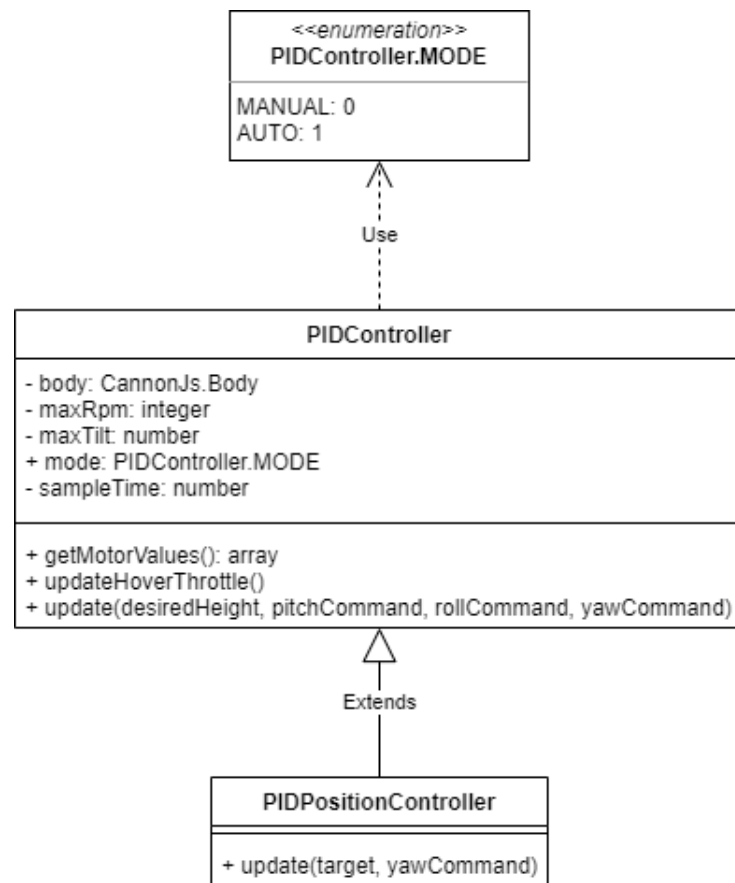 <<enumeration>>
PIDController.MODE
MANUAL: 0
AUTO: 1
Use
PIDController
- body: CannonJs.Body
- maxRpm: integer
- maxTilt: number
+ mode: PIDController.MODE
- sampleTime: number
+ getMotorValues(): array
+ updateHoverThrottle()
+ update(desiredHeight, pitchCommand, rollCommand, yawCommand)
Extends
PIDPositionController
+ update(target, yawCommand)